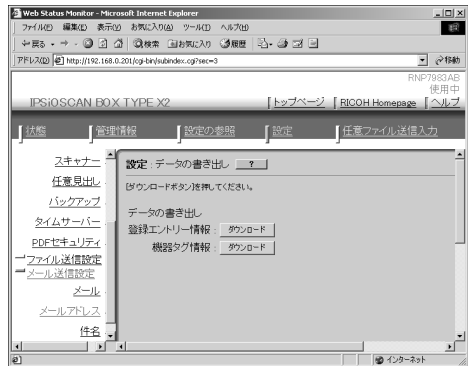 Web Status Monitor - Microsoft Internet Explorer
ファイル(F) 編集(E) 表示(V) お気に入り(A) ツール(T) ヘルプ(H)
戻る 検索 お気に入り 履歴
アドレス(D) http://192.168.0.201/cgi-bin/subindex.cgi?sec=3 移動
RNP7983AB
使用中
IPSiOSCAN BOX TYPE X2 [トップページ [RICOH Homepage [ヘルプ
[状態 [管理情報 [設定の参照 [設定 [任意ファイル送信入力
スキャナー
任意見出し
バックアップ
タイムサーバー
PDFセキュリティ
ファイル送信設定
メール送信設定
メール
メールアドレス
件名
設定:データの書き出し ?
[ダウンロードボタン]を押してください。
データの書き出し
登録エントリー情報: ダウンロード
機器タグ情報: ダウンロード
インターネット